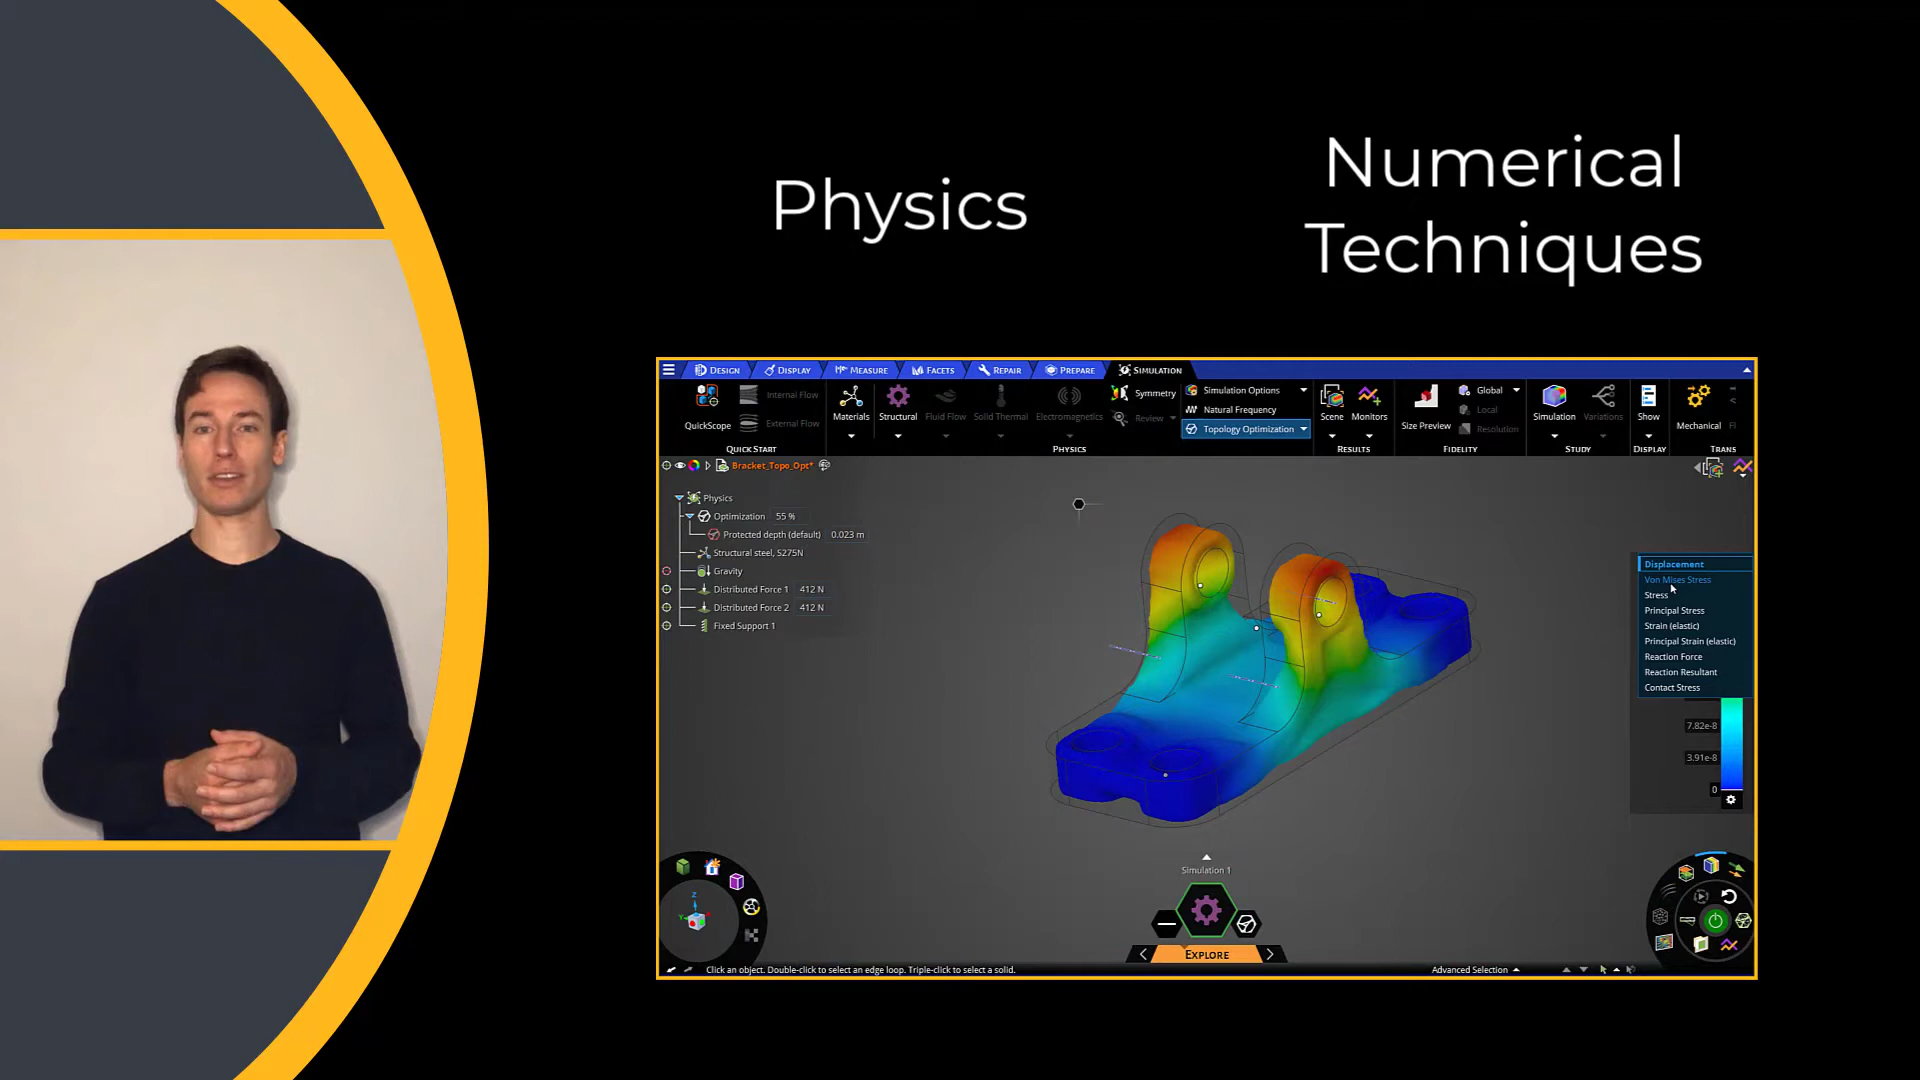 Physics
Numerical
Techniques
DESIGN
DISPLAY
MEASURE
FACETS
REPAIR
PREPARE
SIMULATION
QuickScope
Internal Flow
External Flow
QUICK START
Materials
Structural
Fluid Flow
Solid Thermal
Electromagnetics
Symmetry
Review
Simulation Options
Natural Frequency
Topology Optimization
PHYSICS
Scene
Monitors
RESULTS
Size Preview
Global
Local
Resolution
FIDELITY
Simulation
Variations
STUDY
Show
DISPLAY
Mechanical
Fl
TRANS
Bracket_Topo_Opt*
Physics
Optimization 55 %
Protected depth (default) 0.023 m
Structural steel, S275N
Gravity
Distributed Force 1 412 N
Distributed Force 2 412 N
Fixed Support 1
Displacement
Von Mises Stress
Stress
Principal Stress
Strain (elastic)
Principal Strain (elastic)
Reaction Force
Reaction Resultant
Contact Stress
7.82e-8
3.91e-8
0
Z
Y
Simulation 1
EXPLORE
Click an object. Double-click to select an edge loop. Triple-click to select a solid.
Advanced Selection